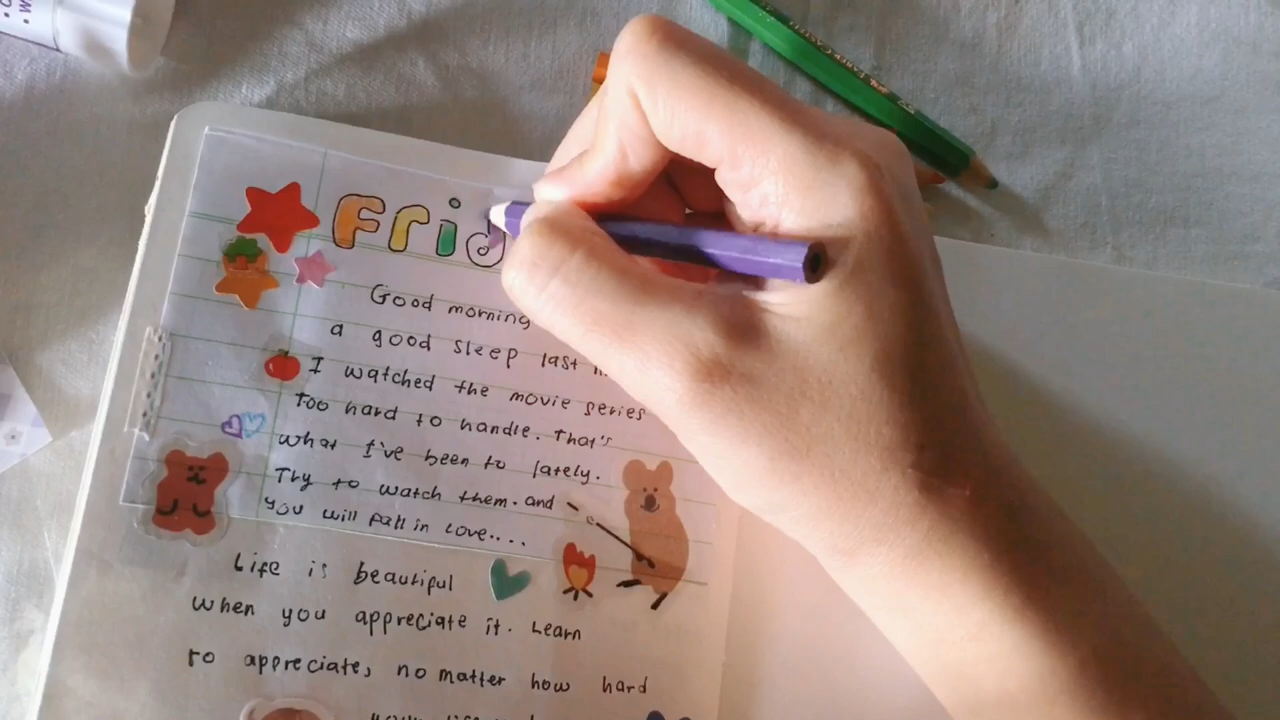 Frid
Good morning
a good sleep last
I watched the movie series
too hard to handle. That's
what I've been to lately.
Try to watch them. and
you will fall in love....
Life is beautiful
when you appreciate it. Learn
to appreciate, no matter how hard